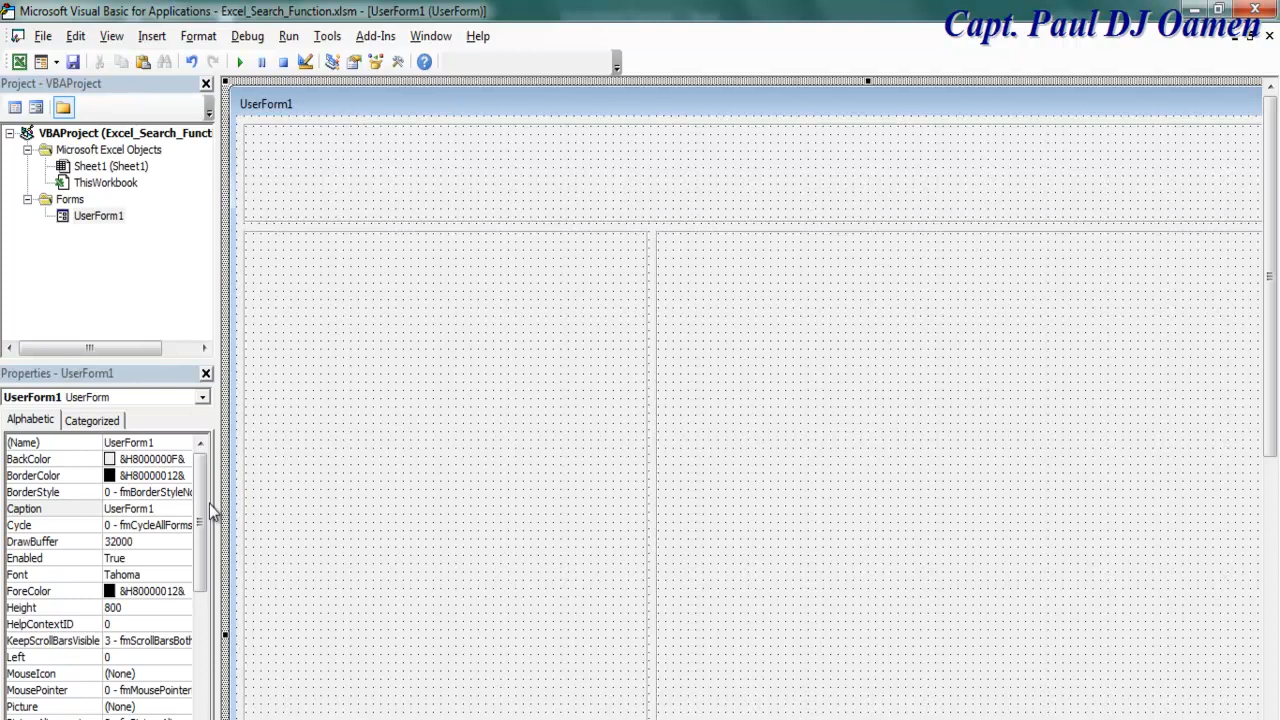 Microsoft Visual Basic for Applications - Excel_Search_Function.xlsm - [UserForm1 (UserForm)]
Capt. Paul DJ Oamen
File Edit View Insert Format Debug Run Tools Add-Ins Window Help
Project - VBAProject
VBAProject (Excel_Search_Funct
Microsoft Excel Objects
Sheet1 (Sheet1)
ThisWorkbook
Forms
UserForm1
UserForm1
Properties - UserForm1
UserForm1 UserForm
Alphabetic Categorized
(Name) UserForm1
BackColor &H8000000F&
BorderColor &H80000012&
BorderStyle 0 - fmBorderStyleNo
Caption UserForm1
Cycle 0 - fmCycleAllForms
DrawBuffer 32000
Enabled True
Font Tahoma
ForeColor &H80000012&
Height 800
HelpContextID 0
KeepScrollBarsVisible 3 - fmScrollBarsBoth
Left 0
MouseIcon (None)
MousePointer 0 - fmMousePointer
Picture (None)